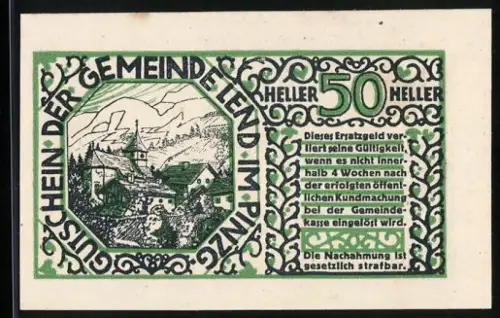 GUTSCHEIN DER GEMEINDE LEND IM PINZG.
HELLER 50 HELLER
Dieses Ersatzgeld ver-
liert seine Gültigkeit,
wenn es nicht inner-
halb 4 Wochen nach
der erfolgten öffent-
lichen Kundmachung
bei der Gemeinde-
kasse eingelöst wird.
Die Nachahmung ist
gesetzlich strafbar.